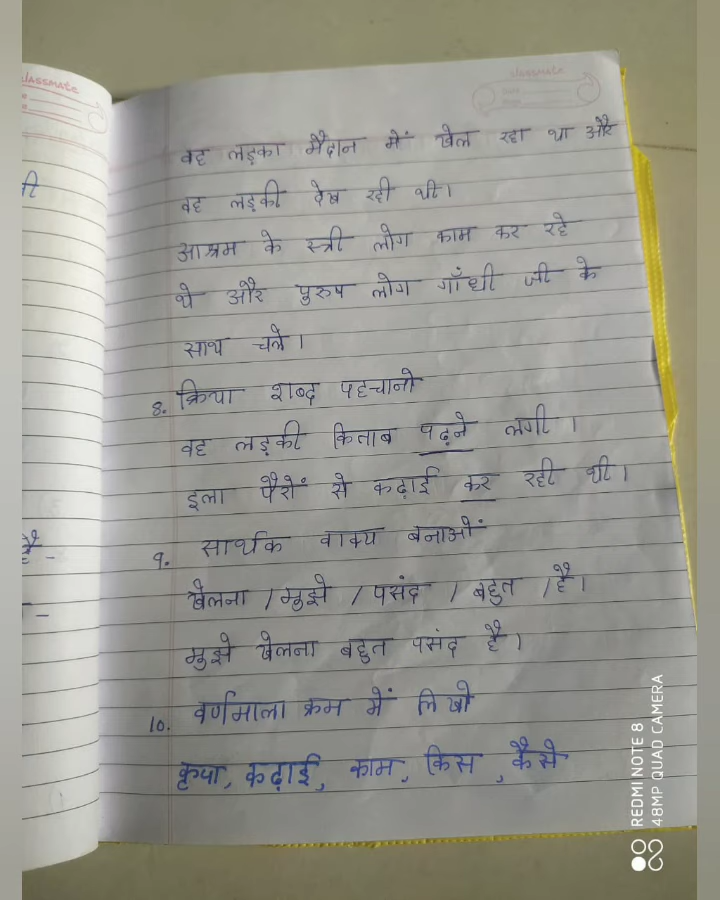 classmate
classmate
वह लड़का मैदान में खेल रहा था और
वह लड़की देख रही थी।
आश्रम के स्त्री लोग काम कर रहे
थे और पुरुष लोग गाँधी जी के
साथ चले।
8. क्रिया शब्द पहचानो
वह लड़की किताब पढ़ने लगी।
इला पैरों से कढ़ाई कर रही थी।
9. सार्थक वाक्य बनाओं
खेलना / मुझे / पसंद / बहुत / है।
मुझे खेलना बहुत पसंद है।
10. वर्णमाला क्रम में लिखो
कृपा, कढ़ाई, काम, किस, कैसे
REDMI NOTE 8
48MP QUAD CAMERA